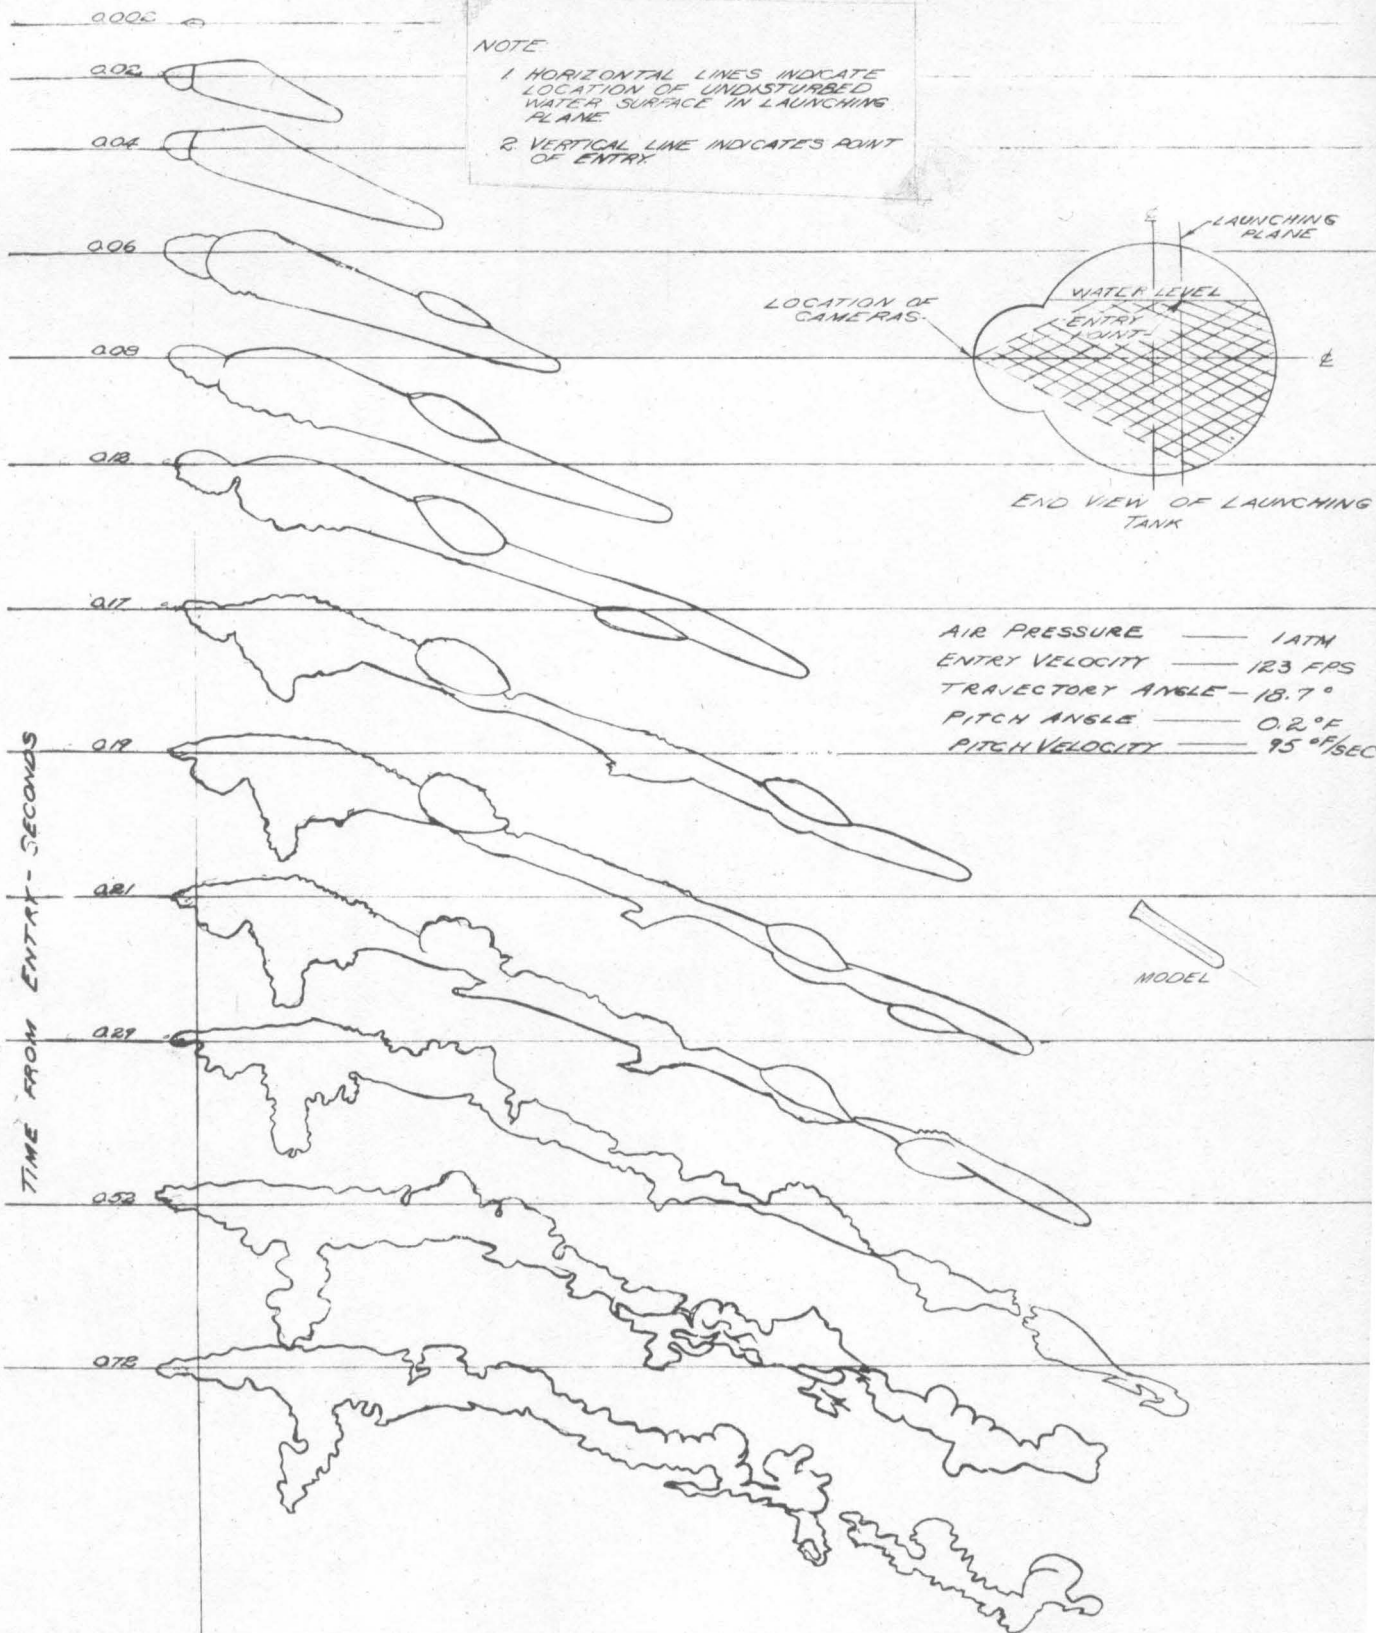 0.02
0.04
0.06
0.08
0.12
0.17
0.19
0.21
0.29
0.52
0.72
TIME FROM ENTRY - SECONDS
NOTE:
1 HORIZONTAL LINES INDICATE
LOCATION OF UNDISTURBED
WATER SURFACE IN LAUNCHING
PLANE
2 VERTICAL LINE INDICATES POINT
OF ENTRY.
℄
LAUNCHING
PLANE
LOCATION OF
CAMERAS
WATER LEVEL
ENTRY
POINT
℄
END VIEW OF LAUNCHING
TANK
AIR PRESSURE — 1 ATM
ENTRY VELOCITY — 123 FPS
TRAJECTORY ANGLE — 18.7°
PITCH ANGLE — 0.2°F
PITCH VELOCITY — 95°F/SEC
MODEL